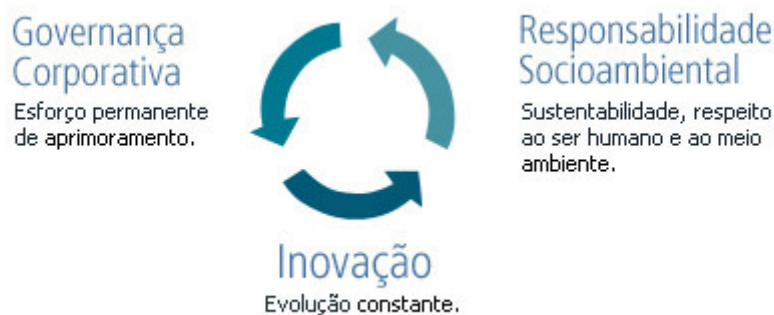 Governança
Corporativa
Esforço permanente
de aprimoramento.
Responsabilidade
Socioambiental
Sustentabilidade, respeito
ao ser humano e ao meio
ambiente.
Inovação
Evolução constante.